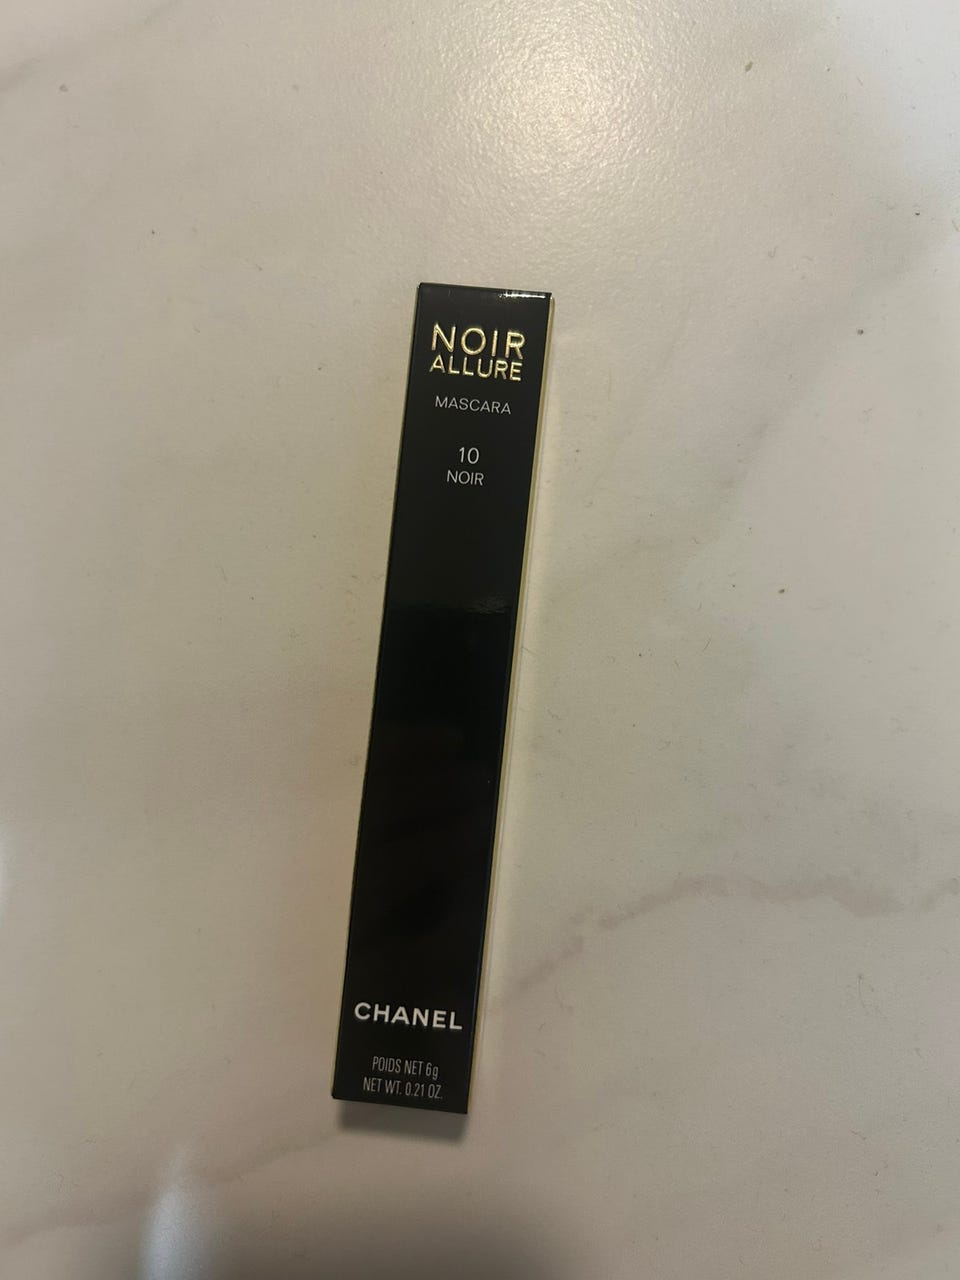 NOIR
ALLURE
MASCARA
10
NOIR
CHANEL
POIDS NET 6g
NET WT. 0.21 OZ.